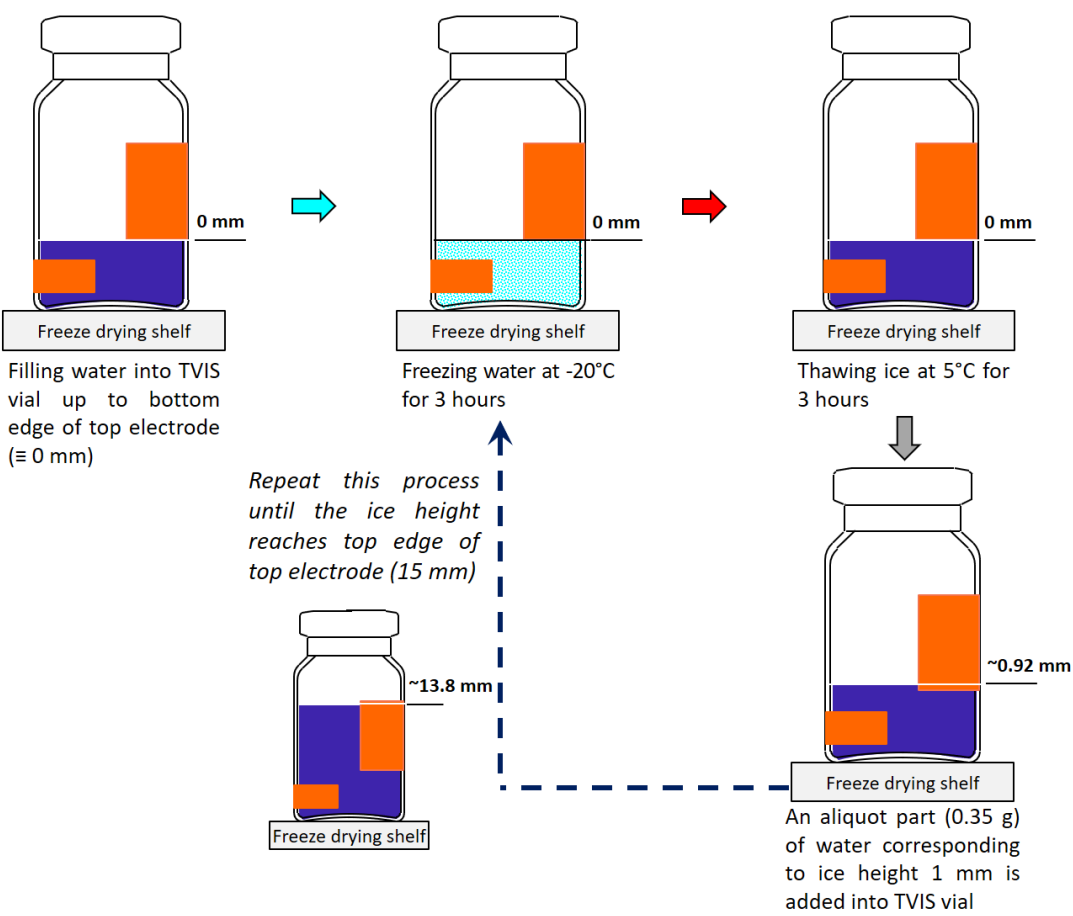 0 mm
0 mm
0 mm
Freeze drying shelf
Freeze drying shelf
Freeze drying shelf
Filling water into TVIS
vial up to bottom
edge of top electrode
(≡ 0 mm)
Freezing water at -20°C
for 3 hours
Thawing ice at 5°C for
3 hours
Repeat this process
until the ice height
reaches top edge of
top electrode (15 mm)
~13.8 mm
Freeze drying shelf
~0.92 mm
Freeze drying shelf
An aliquot part (0.35 g)
of water corresponding
to ice height 1 mm is
added into TVIS vial